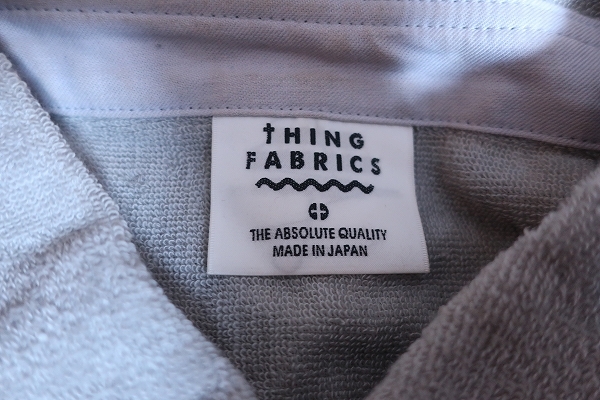 tHING
FABRICS
THE ABSOLUTE QUALITY
MADE IN JAPAN